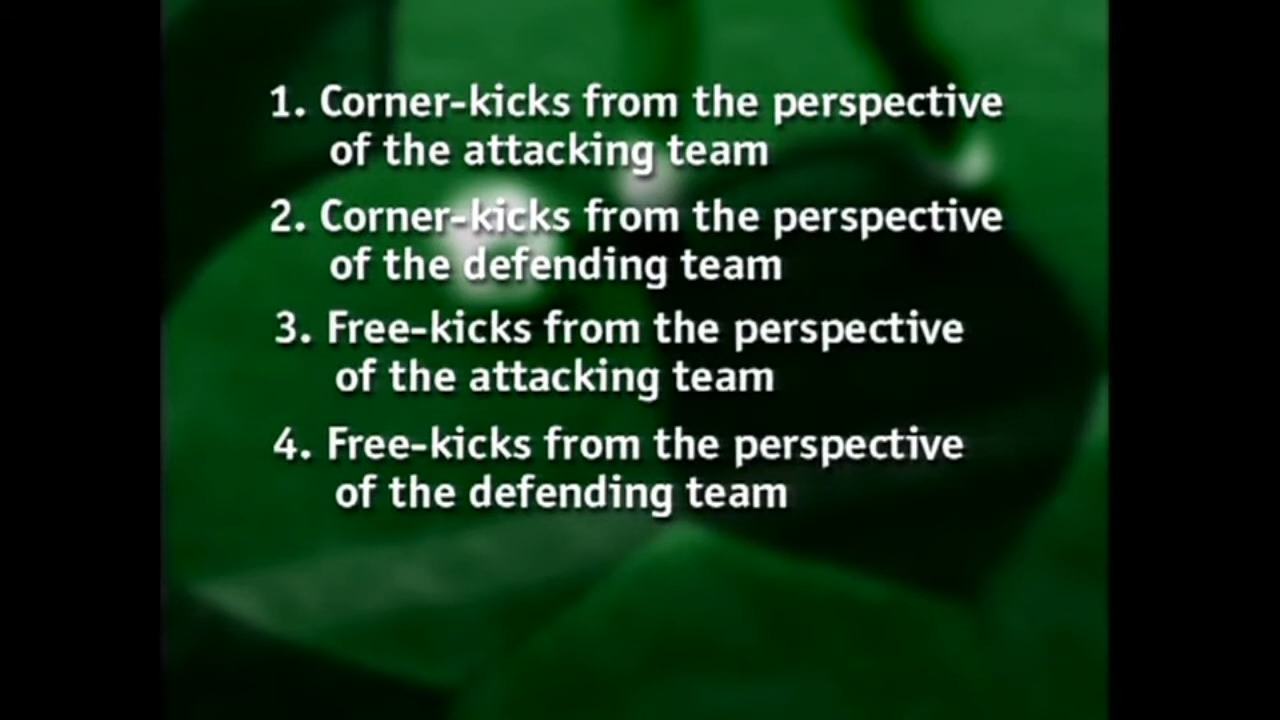 1. Corner-kicks from the perspective
of the attacking team
2. Corner-kicks from the perspective
of the defending team
3. Free-kicks from the perspective
of the attacking team
4. Free-kicks from the perspective
of the defending team